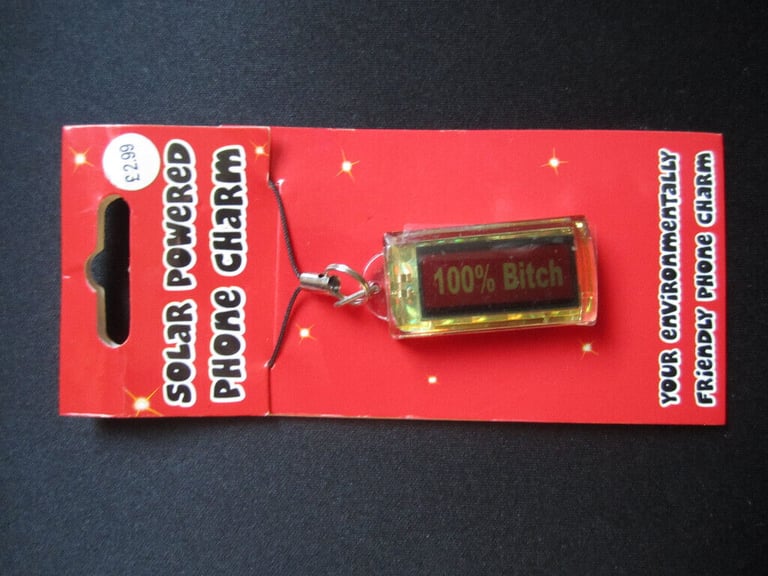 £2.99
SOLAR POWERED
PHONE CHARM
100% Bitch
YOUR ENVIRONMENTALLY
FRIENDLY PHONE CHARM